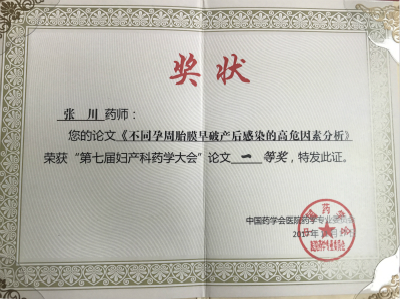 奖状
张川 药师：
您的论文《不同孕周胎膜早破产后感染的高危因素分析》
荣获“第七届妇产科药学大会”论文 一 等奖，特发此证。
中国药学会医院药学专业委员会